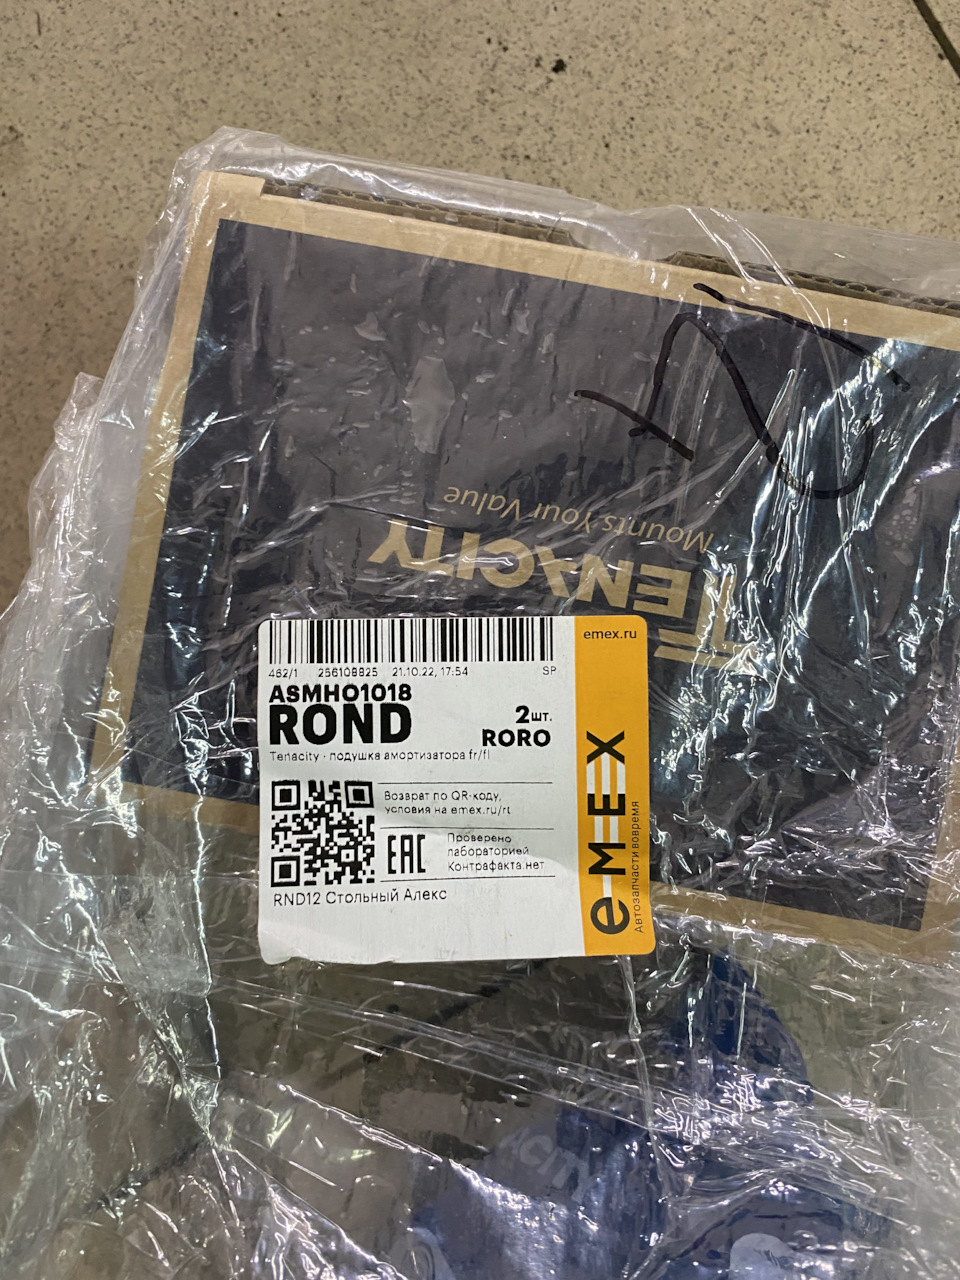 Mounts Your Value
TENACITY
emex.ru
462/1 256108825 21.10.22, 17:54 SP
ASMHO1018
ROND
2шт.
RORO
Tenacity - подушка амортизатора fr/fl
Возврат по QR-коду,
условия на emex.ru/rt
EAC
Проверено
лабораторией
Контрафакта.нет
RND12 Стольный Алекс
e-MEX
Автозапчасти вовремя